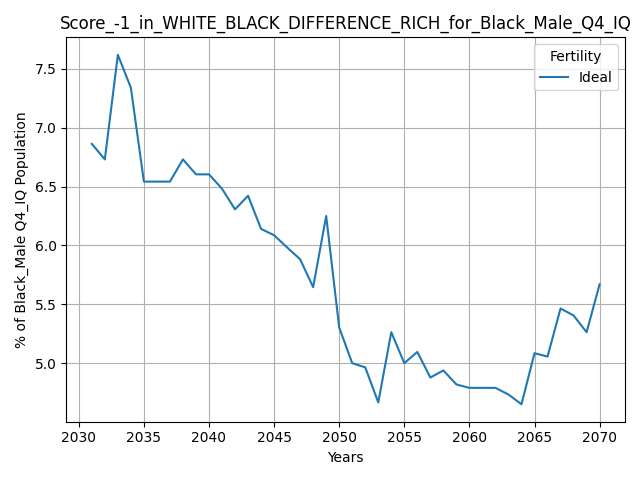 Score_-1_in_WHITE_BLACK_DIFFERENCE_RICH_for_Black_Male_Q4_IQ
Fertility
Ideal
7.5
7.0
6.5
6.0
5.5
5.0
% of Black_Male Q4_IQ Population
2030 2035 2040 2045 2050 2055 2060 2065 2070
Years